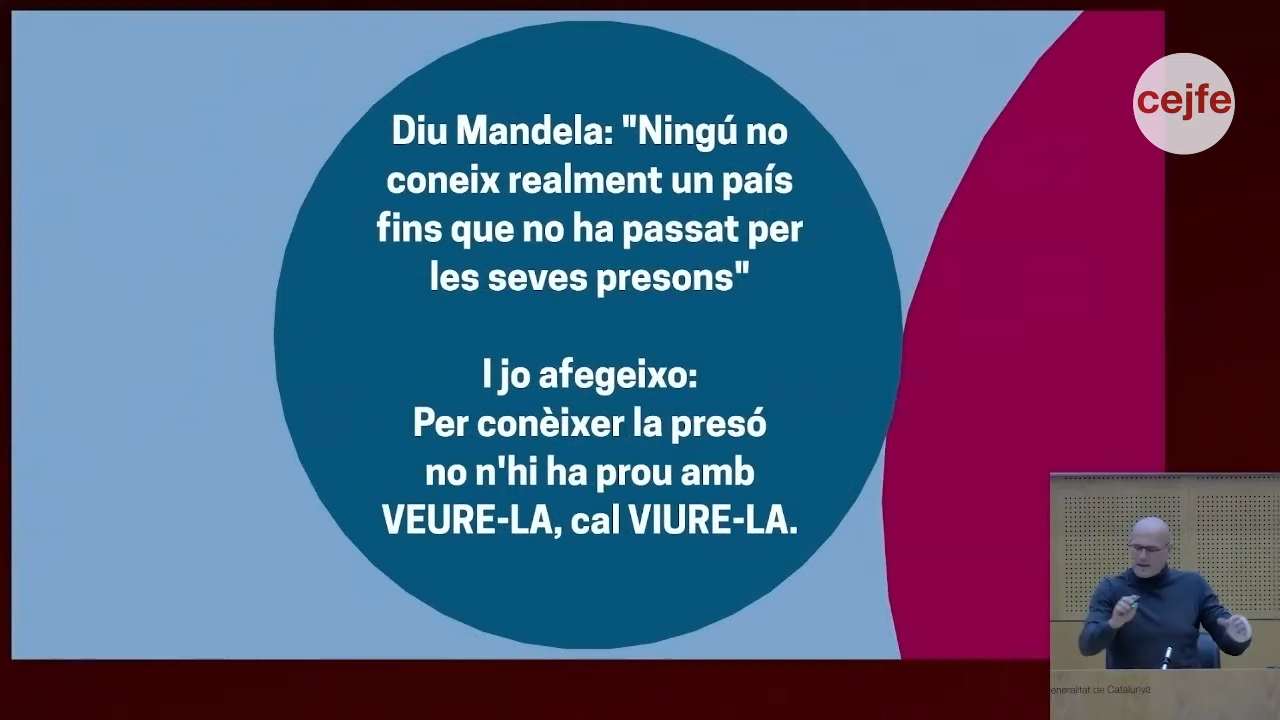 cejfe
Diu Mandela: "Ningú no
coneix realment un país
fins que no ha passat per
les seves presons"
I jo afegeixo:
Per conèixer la presó
no n'hi ha prou amb
VEURE-LA, cal VIURE-LA.
eneralitat de Catalunya